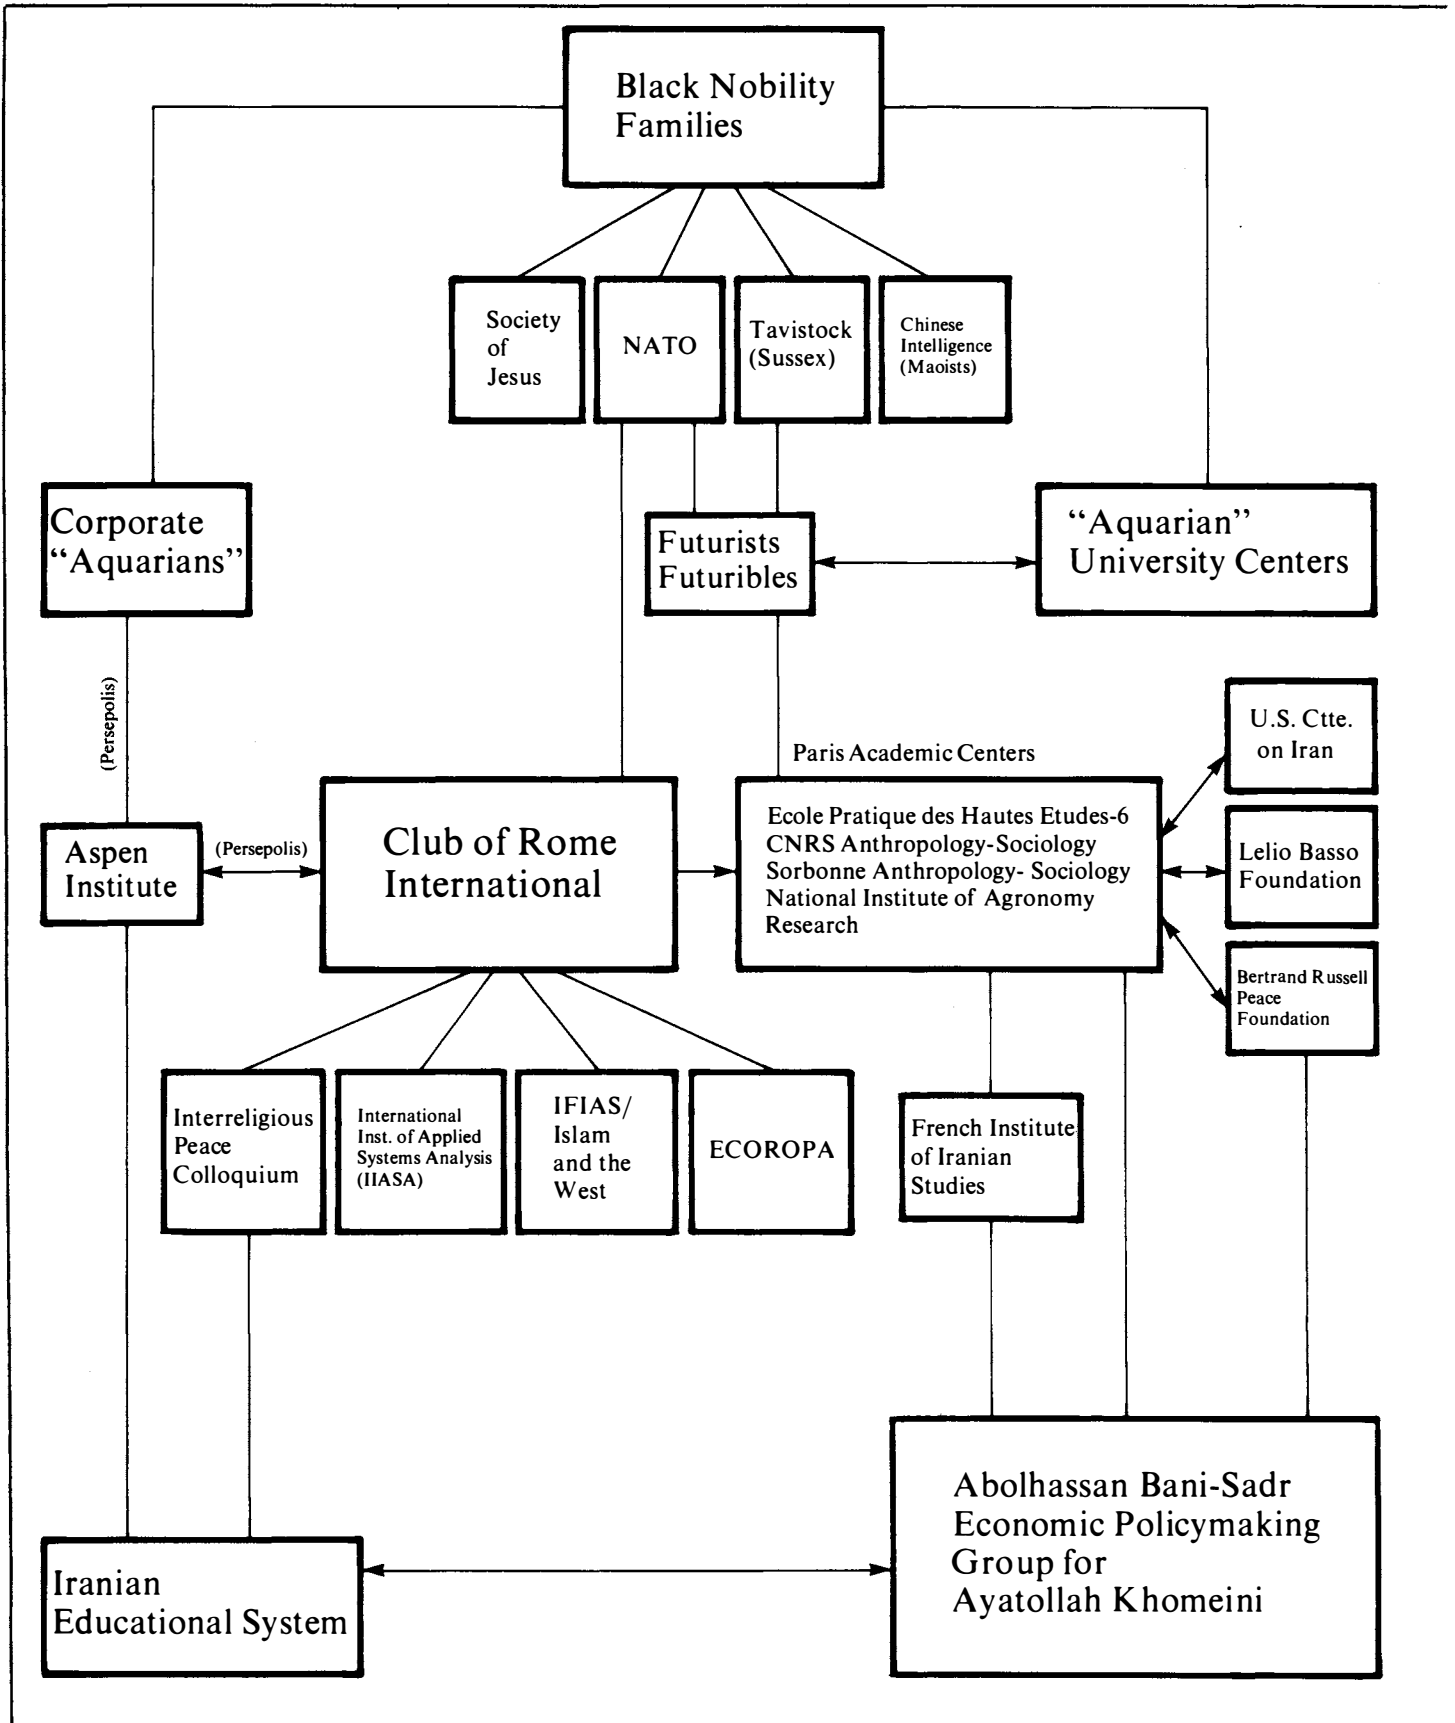 Black Nobility
Families
Society
of
Jesus
NATO
Tavistock
(Sussex)
Chinese
Intelligence
(Maoists)
Corporate
“Aquarians”
Futurists
Futuribles
“Aquarian”
University Centers
(Persepolis)
Paris Academic Centers
U.S. Ctte.
on Iran
Aspen
Institute
(Persepolis)
Club of Rome
International
Ecole Pratique des Hautes Etudes-6
CNRS Anthropology-Sociology
Sorbonne Anthropology- Sociology
National Institute of Agronomy
Research
Lelio Basso
Foundation
Bertrand Russell
Peace
Foundation
Interreligious
Peace
Colloquium
International
Inst. of Applied
Systems Analysis
(IIASA)
IFIAS/
Islam
and the
West
ECOROPA
French Institute
of Iranian
Studies
Iranian
Educational System
Abolhassan Bani-Sadr
Economic Policymaking
Group for
Ayatollah Khomeini